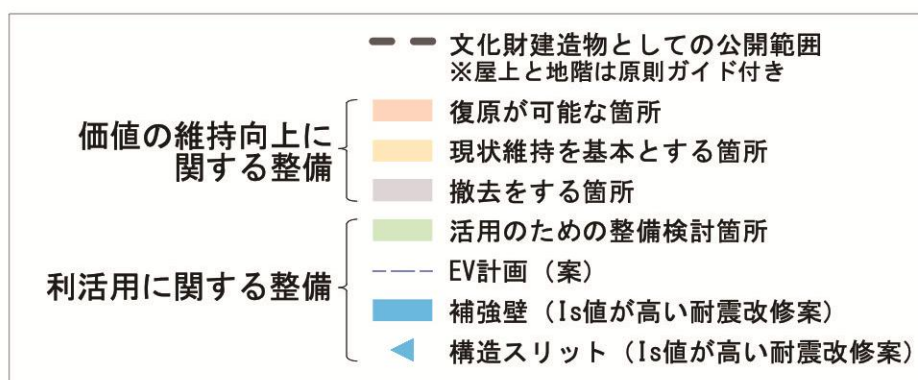 文化財建造物としての公開範囲
※屋上と地階は原則ガイド付き
価値の維持向上に
関する整備
復原が可能な箇所
現状維持を基本とする箇所
撤去をする箇所
利活用に関する整備
活用のための整備検討箇所
EV計画（案）
補強壁（Is値が高い耐震改修案）
構造スリット（Is値が高い耐震改修案）